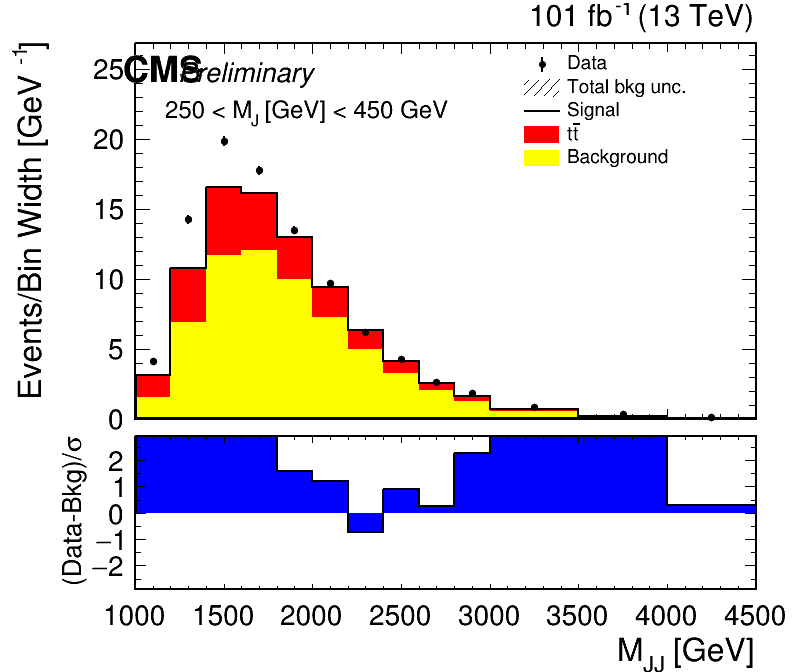 101 fb⁻¹ (13 TeV)
CMS Preliminary
250 < M_J [GeV] < 450 GeV
Data
Total bkg unc.
Signal
tt̄
Background
Events/Bin Width [GeV⁻¹]
25
20
15
10
5
0
(Data-Bkg)/σ
2
1
0
−1
−2
1000 1500 2000 2500 3000 3500 4000 4500
M_JJ [GeV]